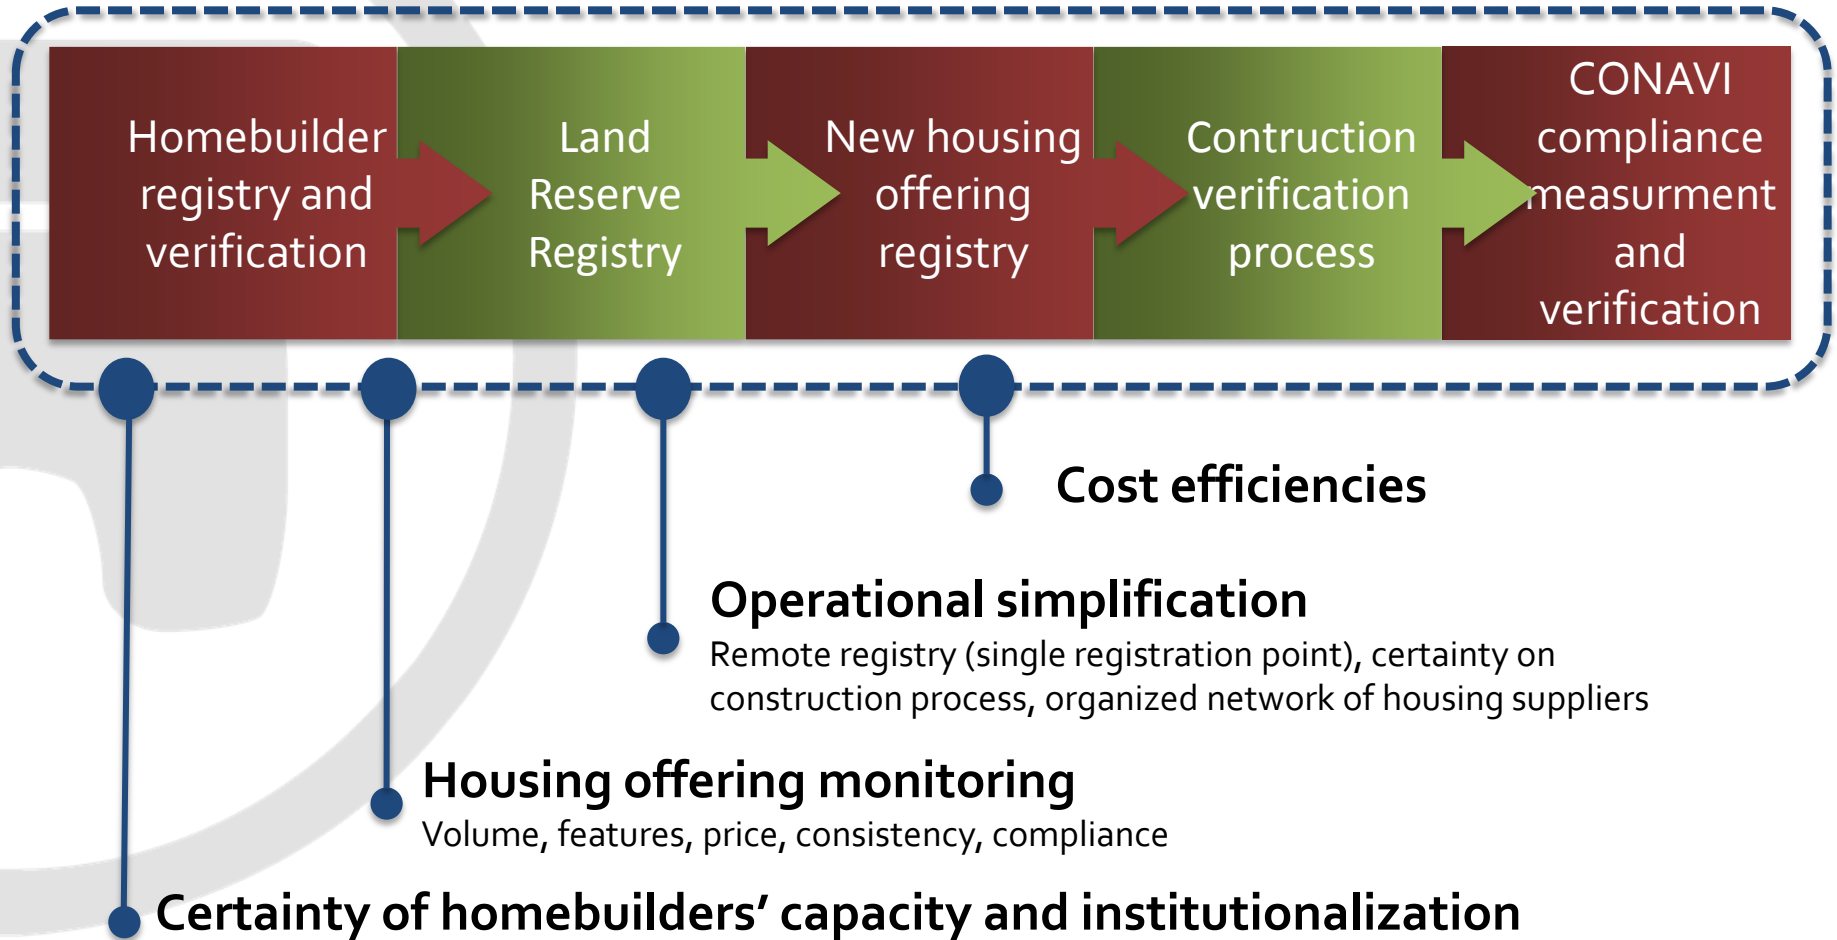 Homebuilder
registry and
verification
Land
Reserve
Registry
New housing
offering
registry
Contruction
verification
process
CONAVI
compliance
measurment
and
verification
Cost efficiencies
Operational simplification
Remote registry (single registration point), certainty on
construction process, organized network of housing suppliers
Housing offering monitoring
Volume, features, price, consistency, compliance
Certainty of homebuilders’ capacity and institutionalization